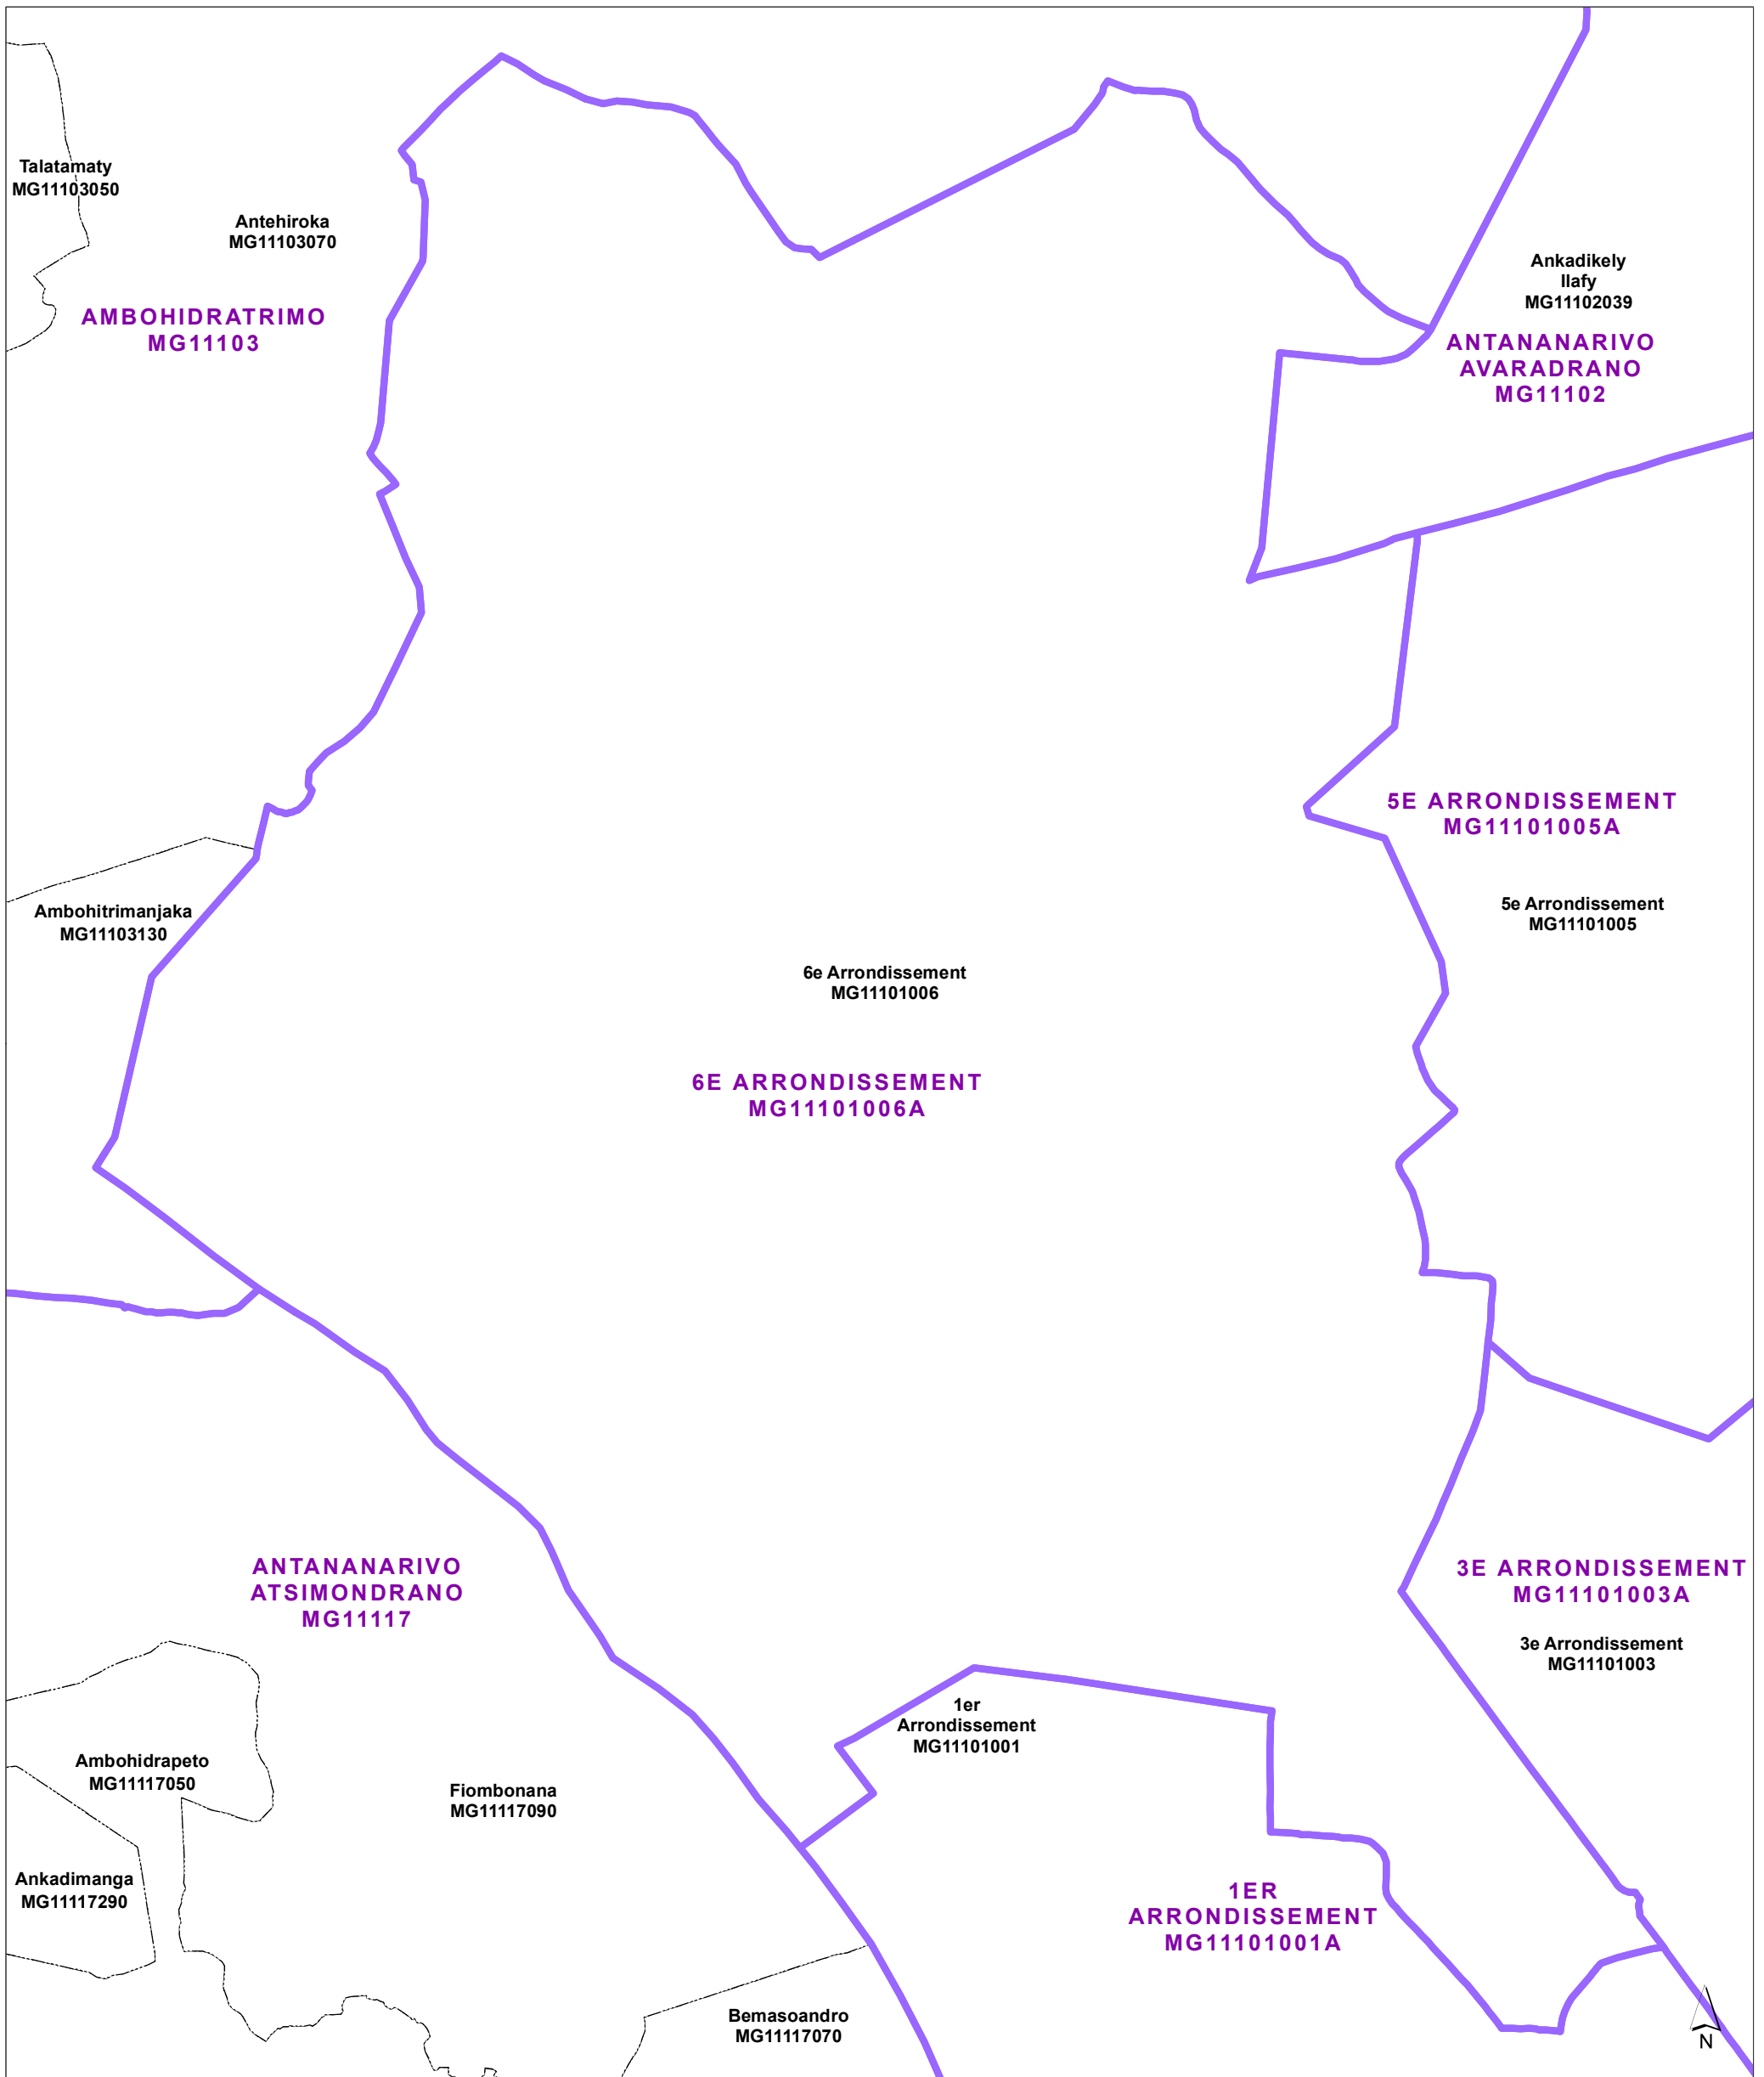 Talatamaty
MG11103050
Antehiroka
MG11103070
AMBOHIDRATRIMO
MG11103
Ankadikely
Ilafy
MG11102039
ANTANANARIVO
AVARADRANO
MG11102
5E ARRONDISSEMENT
MG11101005A
5e Arrondissement
MG11101005
Ambohitrimanjaka
MG11103130
6e Arrondissement
MG11101006
6E ARRONDISSEMENT
MG11101006A
ANTANANARIVO
ATSIMONDRANO
MG11117
3E ARRONDISSEMENT
MG11101003A
3e Arrondissement
MG11101003
1er
Arrondissement
MG11101001
Ambohidrapeto
MG11117050
Fiombonana
MG11117090
Ankadimanga
MG11117290
1ER
ARRONDISSEMENT
MG11101001A
Bemasoandro
MG11117070
N